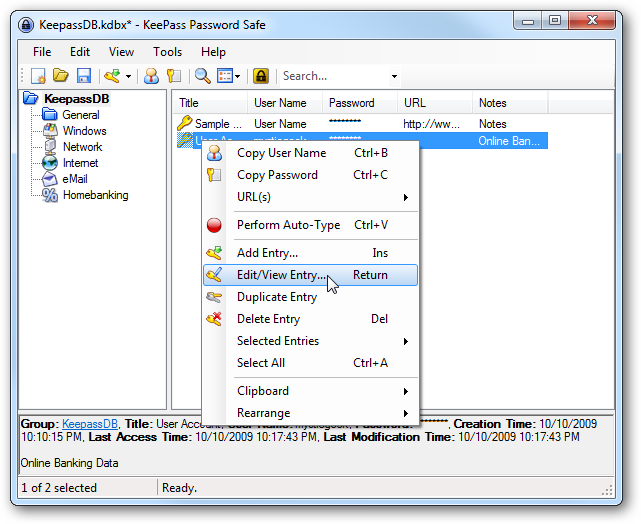 KeepassDB.kdbx* - KeePass Password Safe
File Edit View Tools Help
Search...
KeepassDB
General
Windows
Network
Internet
eMail
Homebanking
Title User Name Password URL Notes
Sample ... User Name ******** http://ww... Notes
******** Online Ban...
Copy User Name Ctrl+B
Copy Password Ctrl+C
URL(s)
Perform Auto-Type Ctrl+V
Add Entry... Ins
Edit/View Entry... Return
Duplicate Entry
Delete Entry Del
Selected Entries
Select All Ctrl+A
Clipboard
Rearrange
Group: KeepassDB, Title: User Account, ********, Creation Time: 10/10/2009
10:10:15 PM, Last Access Time: 10/10/2009 10:17:43 PM, Last Modification Time: 10/10/2009 10:17:43 PM
Online Banking Data
1 of 2 selected Ready.